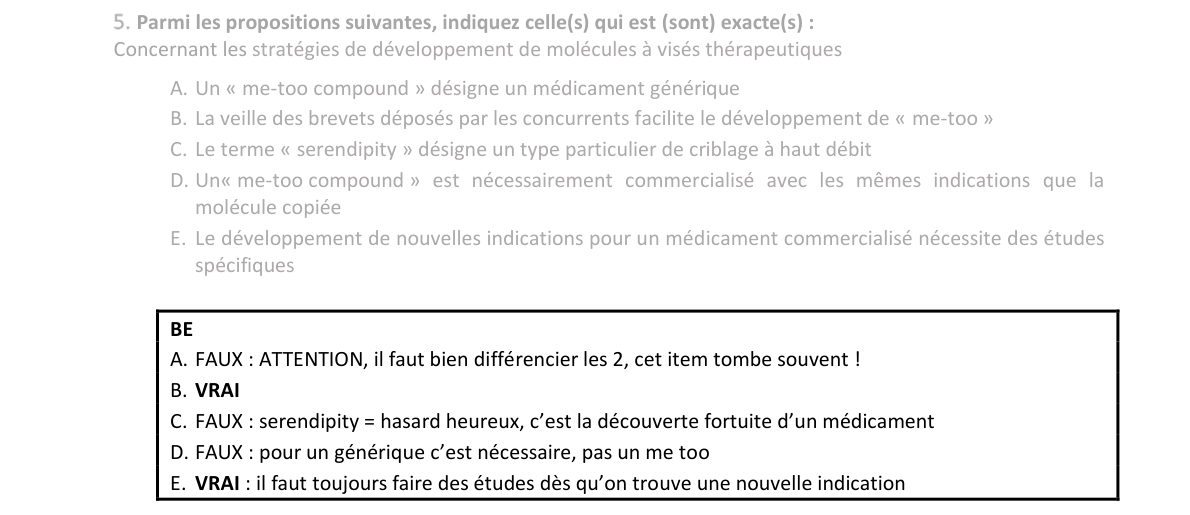 5. Parmi les propositions suivantes, indiquez celle(s) qui est (sont) exacte(s) :
Concernant les stratégies de développement de molécules à visés thérapeutiques
A. Un « me-too compound » désigne un médicament générique
B. La veille des brevets déposés par les concurrents facilite le développement de « me-too »
C. Le terme « serendipity » désigne un type particulier de criblage à haut débit
D. Un« me-too compound » est nécessairement commercialisé avec les mêmes indications que la
molécule copiée
E. Le développement de nouvelles indications pour un médicament commercialisé nécessite des études
spécifiques
BE
A. FAUX : ATTENTION, il faut bien différencier les 2, cet item tombe souvent !
B. VRAI
C. FAUX : serendipity = hasard heureux, c’est la découverte fortuite d’un médicament
D. FAUX : pour un générique c’est nécessaire, pas un me too
E. VRAI : il faut toujours faire des études dès qu’on trouve une nouvelle indication